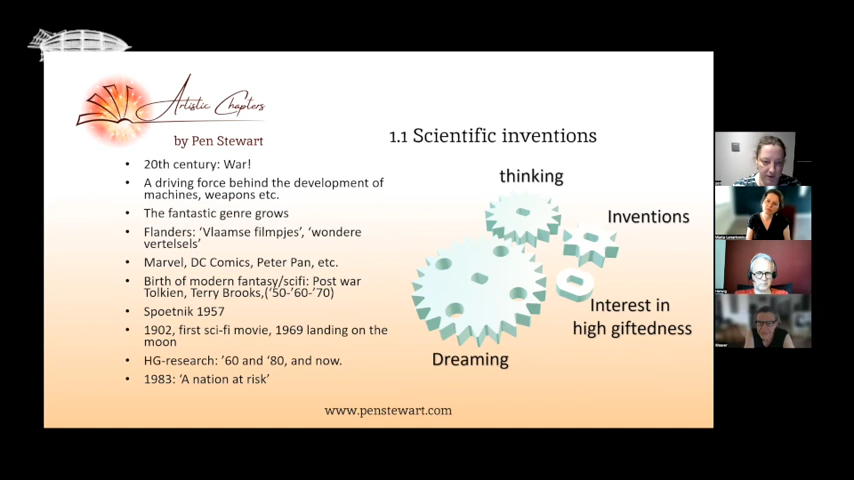 Artistic Chapters
by Pen Stewart
1.1 Scientific inventions
• 20th century: War!
• A driving force behind the development of
machines, weapons etc.
• The fantastic genre grows
• Flanders: ‘Vlaamse filmpjes’, ‘wondere
vertelsels’
• Marvel, DC Comics, Peter Pan, etc.
• Birth of modern fantasy/scifi: Post war
Tolkien, Terry Brooks,(‘50-’60-’70)
• Spoetnik 1957
• 1902, first sci-fi movie, 1969 landing on the
moon
• HG-research: ’60 and ‘80, and now.
• 1983: ‘A nation at risk’
thinking
Inventions
Interest in
high giftedness
Dreaming
www.penstewart.com